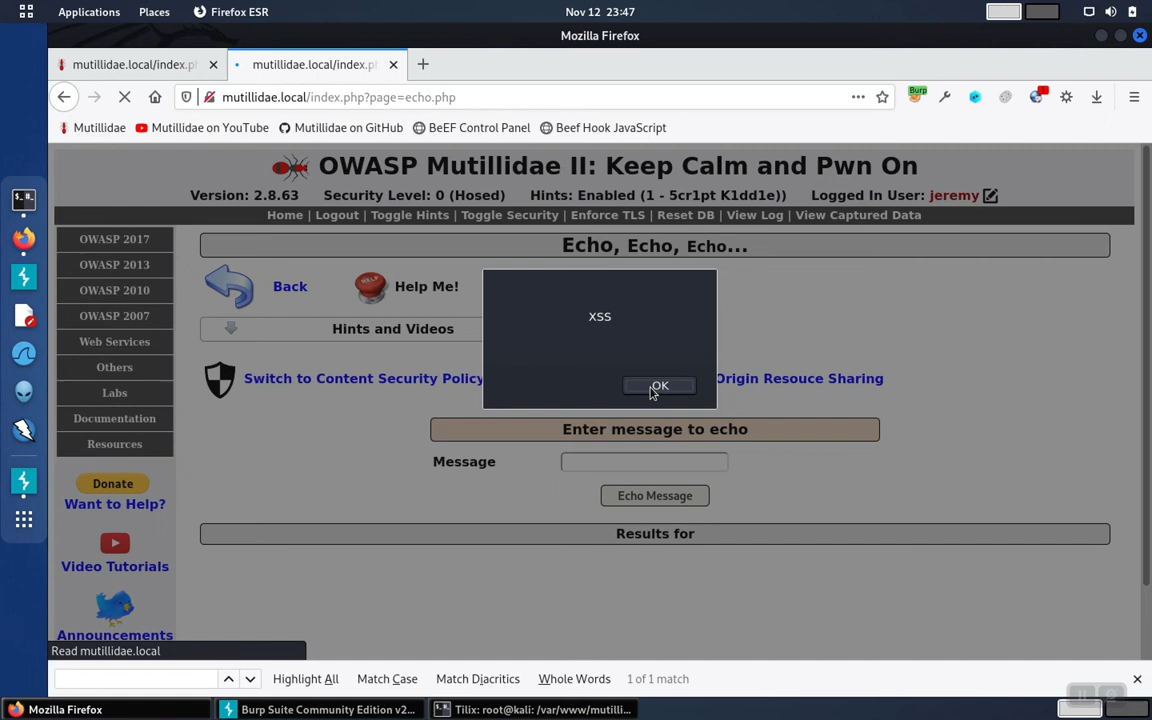 Applications Places Firefox ESR Nov 12 23:47
Mozilla Firefox
mutillidae.local/index.ph mutillidae.local/index.ph
mutillidae.local/index.php?page=echo.php Burp
Mutillidae Mutillidae on YouTube Mutillidae on GitHub BeEF Control Panel Beef Hook JavaScript
OWASP Mutillidae II: Keep Calm and Pwn On
Version: 2.8.63 Security Level: 0 (Hosed) Hints: Enabled (1 - 5cr1pt K1dd1e)) Logged In User: jeremy
Home | Logout | Toggle Hints | Toggle Security | Enforce TLS | Reset DB | View Log | View Captured Data
OWASP 2017
OWASP 2013
OWASP 2010
OWASP 2007
Web Services
Others
Labs
Documentation
Resources
Donate
Want to Help?
Video Tutorials
Announcements
Echo, Echo, Echo...
Back HELP Help Me!
Hints and Videos
XSS
OK
Switch to Content Security Policy Origin Resouce Sharing
Enter message to echo
Message
Echo Message
Results for
Read mutillidae.local
Highlight All Match Case Match Diacritics Whole Words 1 of 1 match
Mozilla Firefox Burp Suite Community Edition v2... Tilix: root@kali: /var/www/mutilli...